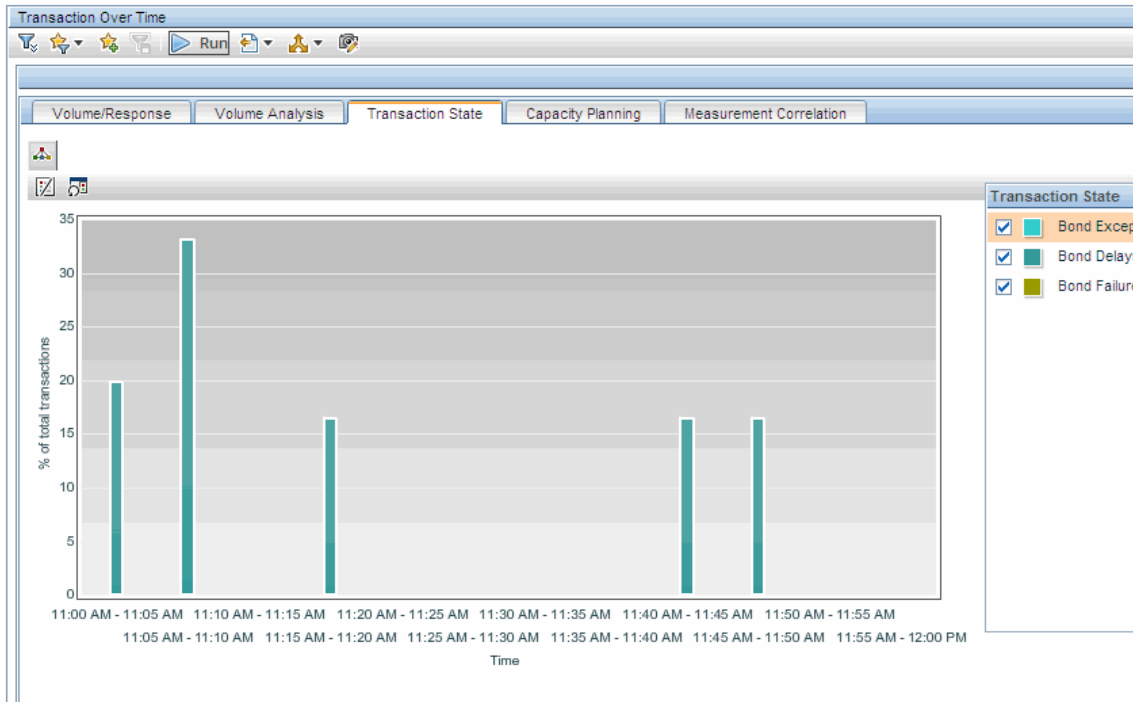 Transaction Over Time
Run
Volume/Response Volume Analysis Transaction State Capacity Planning Measurement Correlation
Transaction State
Bond Excep
Bond Delay
Bond Failure
35
30
25
20
15
10
5
0
% of total transactions
11:00 AM - 11:05 AM 11:10 AM - 11:15 AM 11:20 AM - 11:25 AM 11:30 AM - 11:35 AM 11:40 AM - 11:45 AM 11:50 AM - 11:55 AM
11:05 AM - 11:10 AM 11:15 AM - 11:20 AM 11:25 AM - 11:30 AM 11:35 AM - 11:40 AM 11:45 AM - 11:50 AM 11:55 AM - 12:00 PM
Time